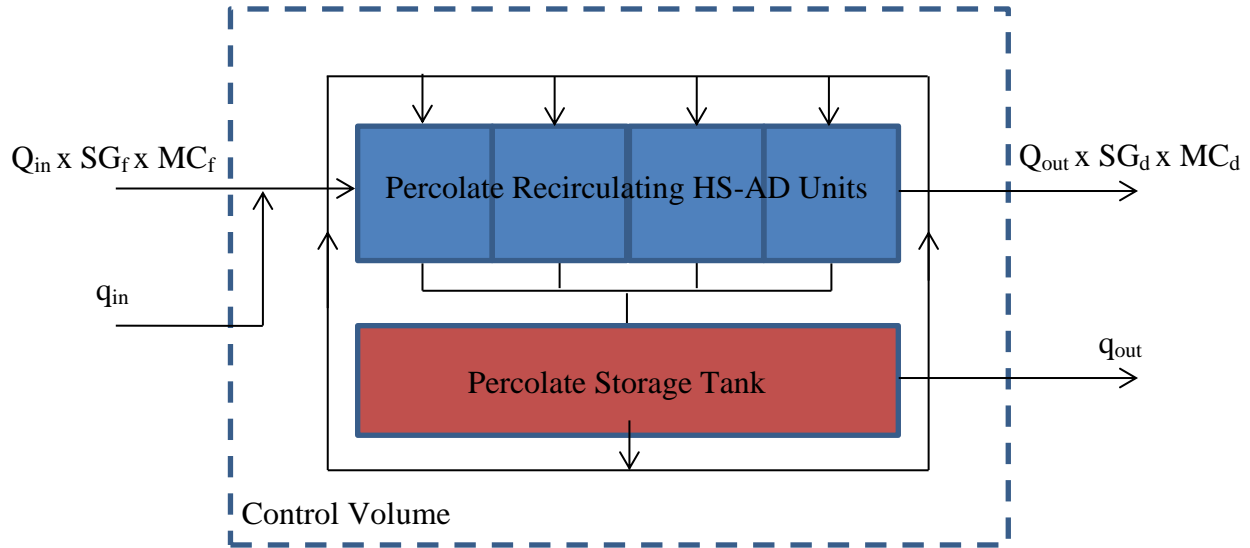 Q_in x SG_f x MC_f
Q_out x SG_d x MC_d
Percolate Recirculating HS-AD Units
q_in
q_out
Percolate Storage Tank
Control Volume